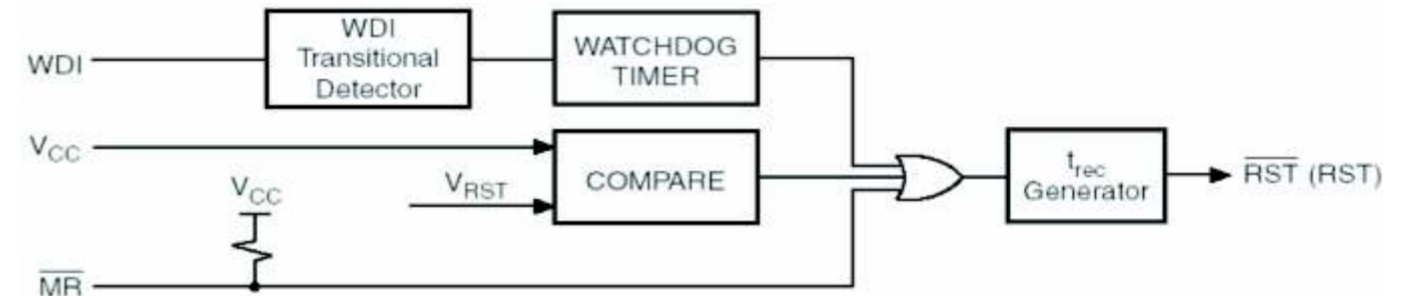 WDI
WDI
Transitional
Detector
WATCHDOG
TIMER
VCC
VCC
VRST
COMPARE
trec
Generator
RST (RST)
MR